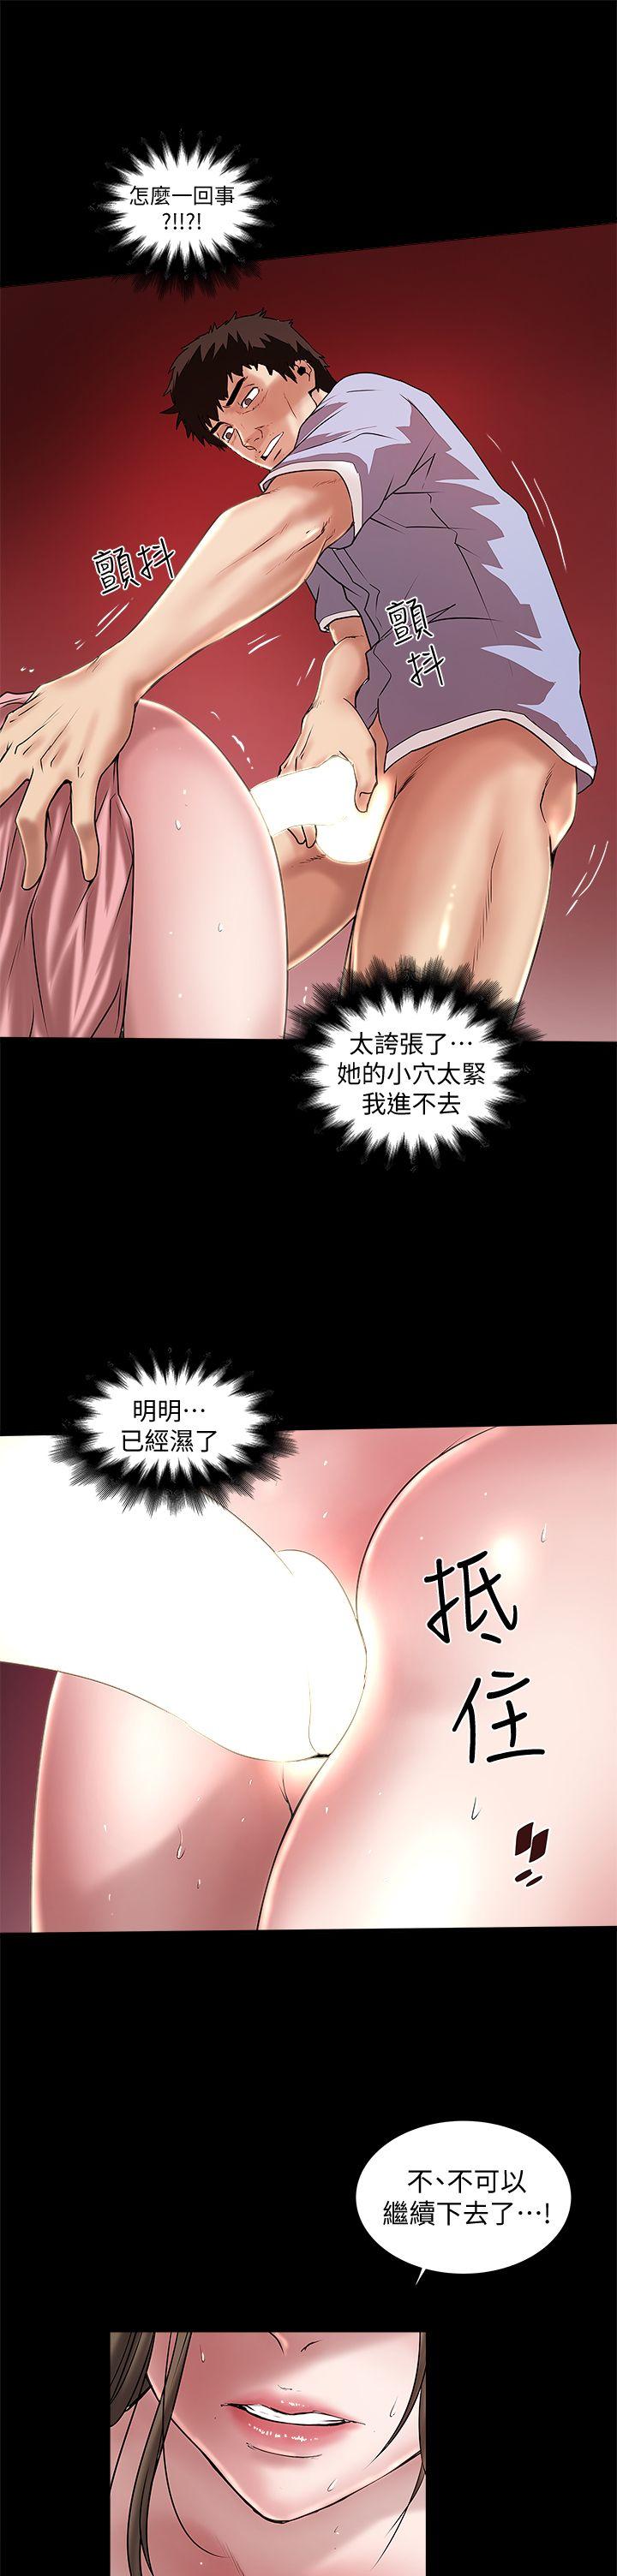 怎麼一回事
?!!?!
顫抖
顫抖
太誇張了…
她的小穴太緊
我進不去
明明…
已經濕了
抵住
不、不可以
繼續下去了…!